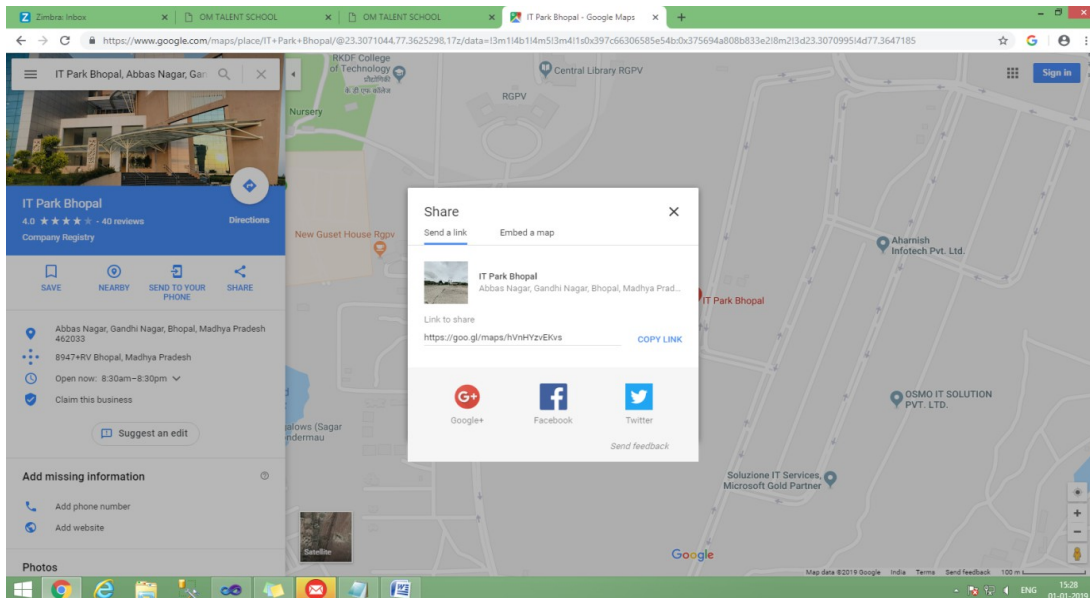 Zimbra: Inbox
OM TALENT SCHOOL
OM TALENT SCHOOL
IT Park Bhopal - Google Maps
https://www.google.com/maps/place/IT+Park+Bhopal/@23.3071044,77.3625298,17z/data=!3m1!4b1!4m5!3m4!1s0x397c66306585e54b:0x375694a808b833e2!8m2!3d23.3070995!4d77.3647185
IT Park Bhopal, Abbas Nagar, Gan
IT Park Bhopal
4.0 ★★★★★ - 40 reviews
Company Registry
Directions
SAVE
NEARBY
SEND TO YOUR PHONE
SHARE
Abbas Nagar, Gandhi Nagar, Bhopal, Madhya Pradesh
462033
8947+RV Bhopal, Madhya Pradesh
Open now: 8:30am–8:30pm
Claim this business
Suggest an edit
Add missing information
Add phone number
Add website
Photos
RKDF College
of Technology
Nursery
Central Library RGPV
RGPV
New Guset House Rgpv
Sign in
Share
Send a link
Embed a map
IT Park Bhopal
Abbas Nagar, Gandhi Nagar, Bhopal, Madhya Prad...
Link to share
https://goo.gl/maps/hVnHYzvEKvs
COPY LINK
Google+
Facebook
Twitter
Send feedback
IT Park Bhopal
Aharnish
Infotech Pvt. Ltd.
OSMO IT SOLUTION
PVT. LTD.
alows (Sagar
ndermau
Soluzione IT Services,
Microsoft Gold Partner
Satellite
Google
Map data ©2019 Google India Terms Send feedback 100 m
ENG
15:28
01-01-2019